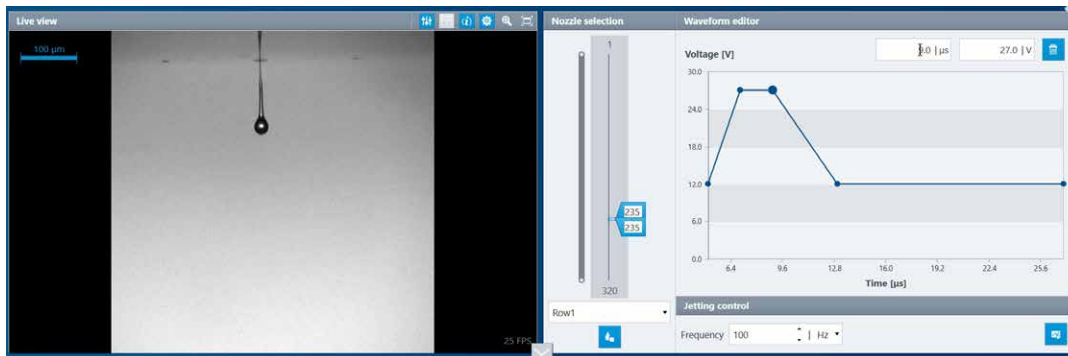 Live view
100 µm
25 FPS
Nozzle selection
1
235
235
320
Row1
Waveform editor
Voltage [V]
9.0 | µs
27.0 | V
30.0
24.0
18.0
12.0
6.0
0.0
6.4 9.6 12.8 16.0 19.2 22.4 25.6
Time [µs]
Jetting control
Frequency 100 | Hz